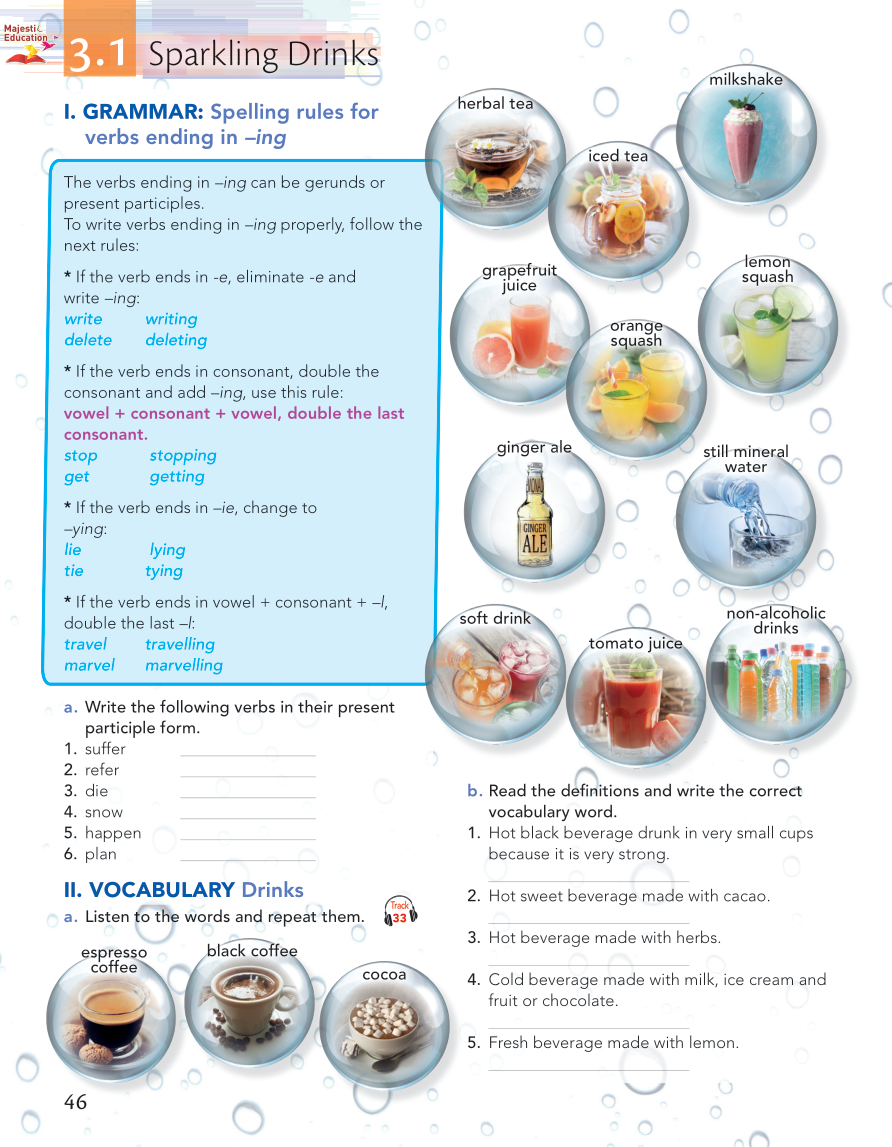 Majestic
Education
3.1 Sparkling Drinks
I. GRAMMAR: Spelling rules for
verbs ending in –ing
The verbs ending in –ing can be gerunds or
present participles.
To write verbs ending in –ing properly, follow the
next rules:
* If the verb ends in -e, eliminate -e and
write –ing:
write writing
delete deleting
* If the verb ends in consonant, double the
consonant and add –ing, use this rule:
vowel + consonant + vowel, double the last
consonant.
stop stopping
get getting
* If the verb ends in –ie, change to
–ying:
lie lying
tie tying
* If the verb ends in vowel + consonant + –l,
double the last –l:
travel travelling
marvel marvelling
a. Write the following verbs in their present
participle form.
1. suffer
2. refer
3. die
4. snow
5. happen
6. plan
II. VOCABULARY Drinks
a. Listen to the words and repeat them.
Track
33
espresso
coffee
black coffee
cocoa
herbal tea
milkshake
iced tea
grapefruit
juice
lemon
squash
orange
squash
ginger ale
GINGER
ALE
still mineral
water
soft drink
tomato juice
non-alcoholic
drinks
b. Read the definitions and write the correct
vocabulary word.
1. Hot black beverage drunk in very small cups
because it is very strong.
2. Hot sweet beverage made with cacao.
3. Hot beverage made with herbs.
4. Cold beverage made with milk, ice cream and
fruit or chocolate.
5. Fresh beverage made with lemon.
46